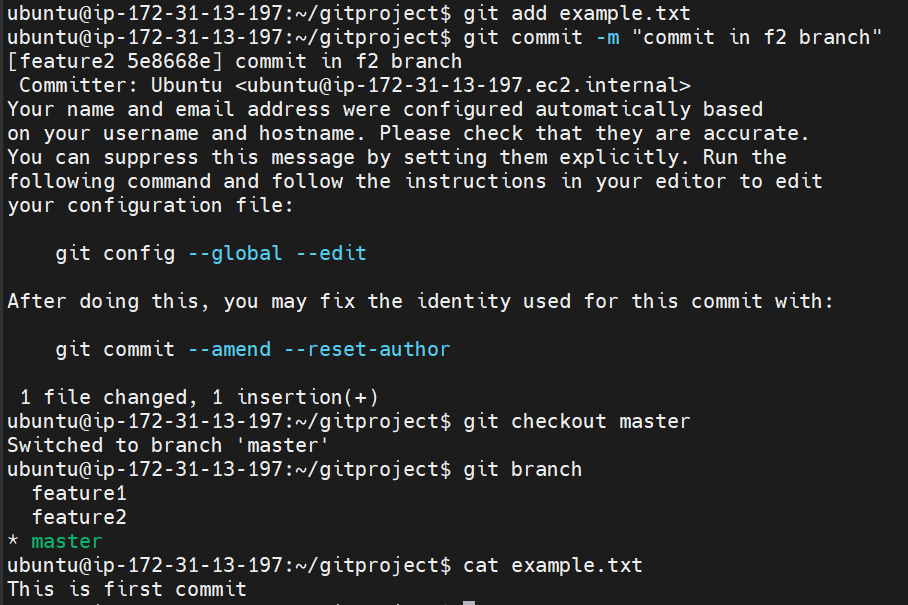 ubuntu@ip-172-31-13-197:~/gitproject$ git add example.txt
ubuntu@ip-172-31-13-197:~/gitproject$ git commit -m "commit in f2 branch"
[feature2 5e8668e] commit in f2 branch
 Committer: Ubuntu <ubuntu@ip-172-31-13-197.ec2.internal>
Your name and email address were configured automatically based
on your username and hostname. Please check that they are accurate.
You can suppress this message by setting them explicitly. Run the
following command and follow the instructions in your editor to edit
your configuration file:

    git config --global --edit

After doing this, you may fix the identity used for this commit with:

    git commit --amend --reset-author

 1 file changed, 1 insertion(+)
ubuntu@ip-172-31-13-197:~/gitproject$ git checkout master
Switched to branch 'master'
ubuntu@ip-172-31-13-197:~/gitproject$ git branch
  feature1
  feature2
* master
ubuntu@ip-172-31-13-197:~/gitproject$ cat example.txt
This is first commit